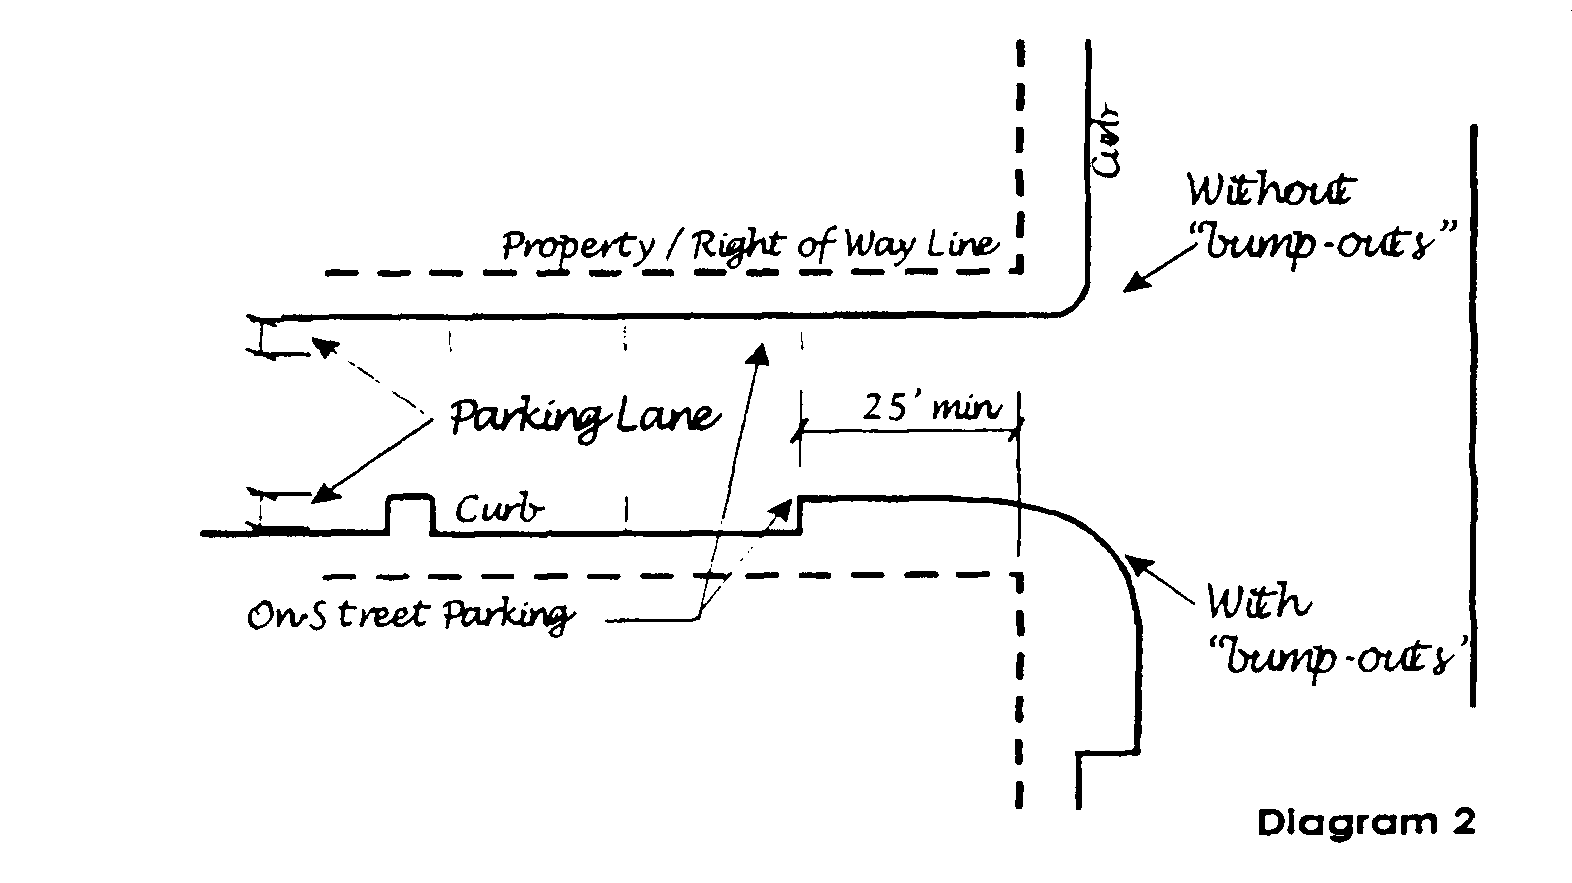 Curb
Without
"bump-outs"
Property / Right of Way Line
25' min
Parking Lane
Curb
On-Street Parking
With
"bump-outs'
Diagram 2